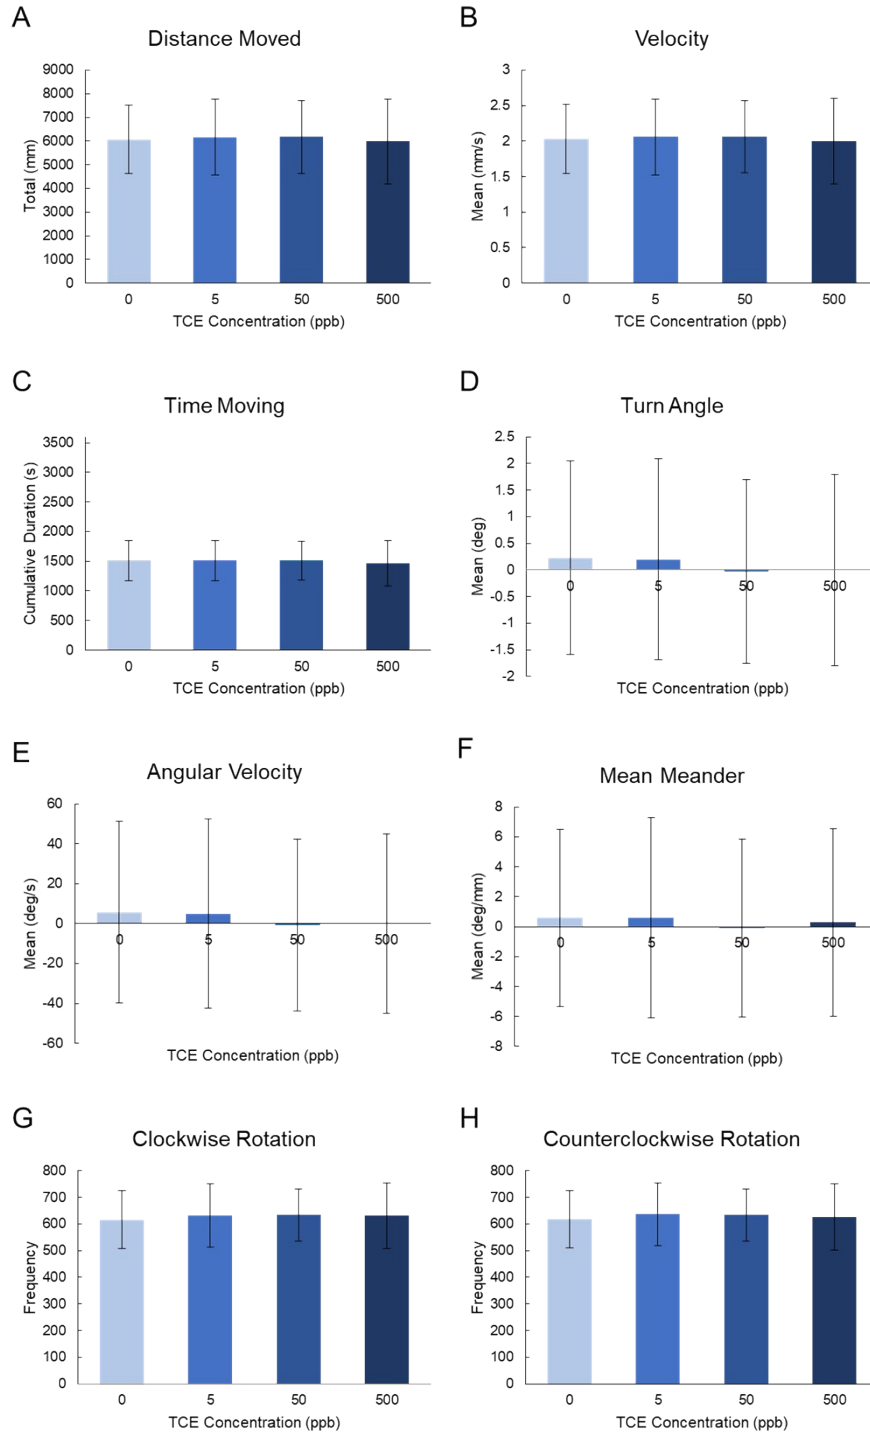 A
Distance Moved
Total (mm)
9000
8000
7000
6000
5000
4000
3000
2000
1000
0
0 5 50 500
TCE Concentration (ppb)
B
Velocity
Mean (mm/s)
3
2.5
2
1.5
1
0.5
0
0 5 50 500
TCE Concentration (ppb)
C
Time Moving
Cumulative Duration (s)
3500
3000
2500
2000
1500
1000
500
0
0 5 50 500
TCE Concentration (ppb)
D
Turn Angle
Mean (deg)
2.5
2
1.5
1
0.5
0
-0.5
-1
-1.5
-2
0 5 50 500
TCE Concentration (ppb)
E
Angular Velocity
Mean (deg/s)
60
40
20
0
-20
-40
-60
0 5 50 500
TCE Concentration (ppb)
F
Mean Meander
Mean (deg/mm)
8
6
4
2
0
-2
-4
-6
-8
0 5 50 500
TCE Concentration (ppb)
G
Clockwise Rotation
Frequency
800
700
600
500
400
300
200
100
0
0 5 50 500
TCE Concentration (ppb)
H
Counterclockwise Rotation
Frequency
800
700
600
500
400
300
200
100
0
0 5 50 500
TCE Concentration (ppb)